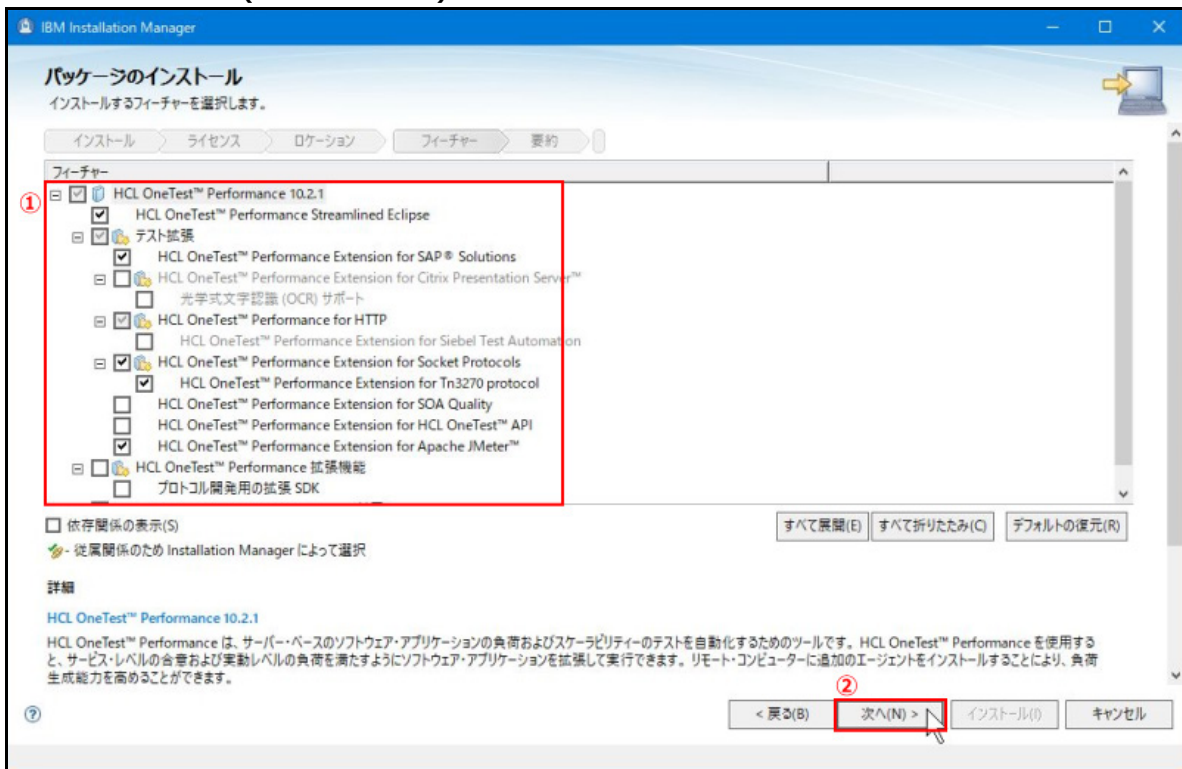 IBM Installation Manager
パッケージのインストール
インストールするフィーチャーを選択します。
インストール ライセンス ロケーション フィーチャー 要約
フィーチャー
①
HCL OneTest™ Performance 10.2.1
HCL OneTest™ Performance Streamlined Eclipse
テスト拡張
HCL OneTest™ Performance Extension for SAP® Solutions
HCL OneTest™ Performance Extension for Citrix Presentation Server™
光学式文字認識 (OCR) サポート
HCL OneTest™ Performance for HTTP
HCL OneTest™ Performance Extension for Siebel Test Automation
HCL OneTest™ Performance Extension for Socket Protocols
HCL OneTest™ Performance Extension for Tn3270 protocol
HCL OneTest™ Performance Extension for SOA Quality
HCL OneTest™ Performance Extension for HCL OneTest™ API
HCL OneTest™ Performance Extension for Apache JMeter™
HCL OneTest™ Performance 拡張機能
プロトコル開発用の拡張 SDK
依存関係の表示(S) すべて展開(E) すべて折りたたみ(C) デフォルトの復元(R)
- 従属関係のため Installation Manager によって選択
詳細
HCL OneTest™ Performance 10.2.1
HCL OneTest™ Performance は、サーバー・ベースのソフトウェア・アプリケーションの負荷およびスケーラビリティーのテストを自動化するためのツールです。HCL OneTest™ Performance を使用する
と、サービス・レベルの合意および実動レベルの負荷を満たすようにソフトウェア・アプリケーションを拡張して実行できます。リモート・コンピューターに追加のエージェントをインストールすることにより、負荷
生成能力を高めることができます。
②
< 戻る(B) 次へ(N) > インストール(I) キャンセル